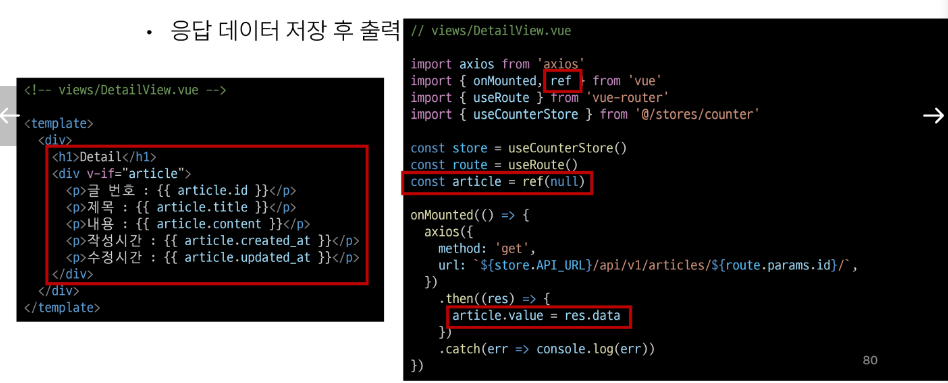 • 응답 데이터 저장 후 출력
<!-- views/DetailView.vue -->
<template>
<div>
<h1>Detail</h1>
<div v-if="article">
<p>글 번호 : {{ article.id }}</p>
<p>제목 : {{ article.title }}</p>
<p>내용 : {{ article.content }}</p>
<p>작성시간 : {{ article.created_at }}</p>
<p>수정시간 : {{ article.updated_at }}</p>
</div>
</div>
</template>
// views/DetailView.vue
import axios from 'axios'
import { onMounted, ref } from 'vue'
import { useRoute } from 'vue-router'
import { useCounterStore } from '@/stores/counter'
const store = useCounterStore()
const route = useRoute()
const article = ref(null)
onMounted(() => {
axios({
method: 'get',
url: `${store.API_URL}/api/v1/articles/${route.params.id}/`,
})
.then((res) => {
article.value = res.data
})
.catch(err => console.log(err))
})
80